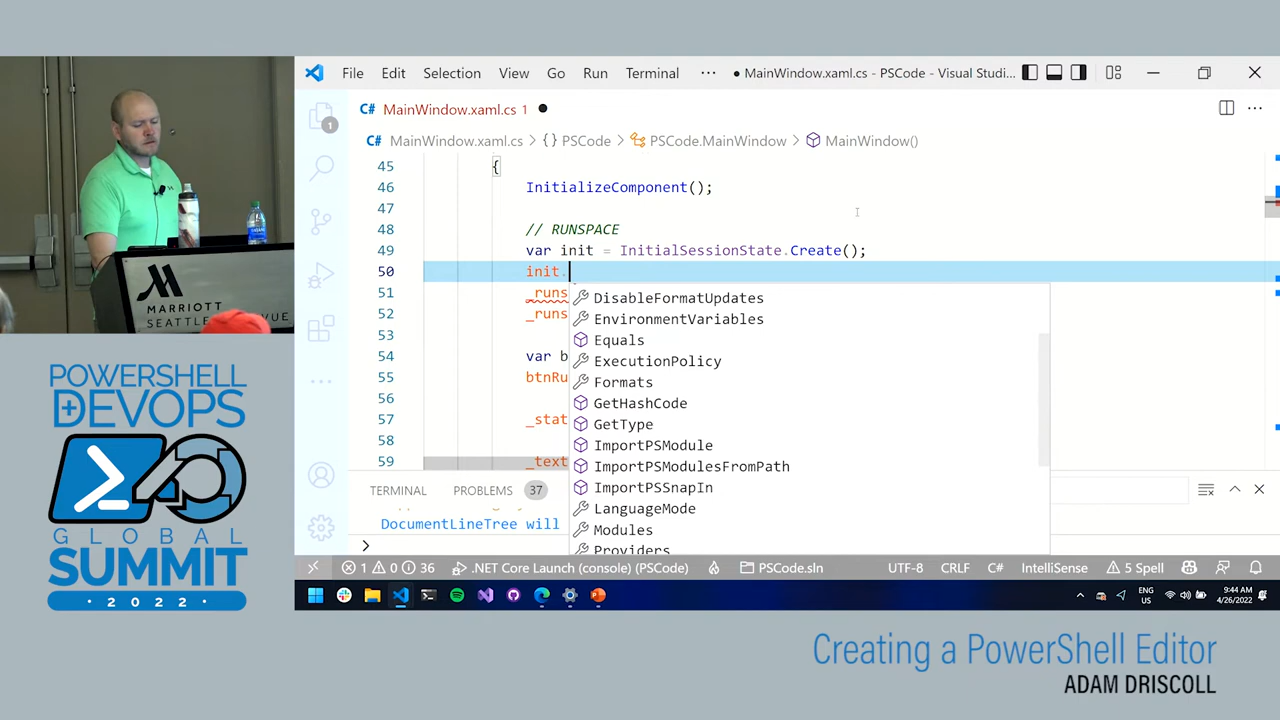 File Edit Selection View Go Run Terminal ··· ● MainWindow.xaml.cs - PSCode - Visual Studi...
C# MainWindow.xaml.cs 1 ●
C# MainWindow.xaml.cs > {} PSCode > PSCode.MainWindow > MainWindow()
45 {
46 InitializeComponent();
47
48 // RUNSPACE
49 var init = InitialSessionState.Create();
50 init.
51 _runs
52 _runs
53
54 var b
55 btnRu
56
57 _stat
58
59 _text
DisableFormatUpdates
EnvironmentVariables
Equals
ExecutionPolicy
Formats
GetHashCode
GetType
ImportPSModule
ImportPSModulesFromPath
ImportPSSnapIn
LanguageMode
Modules
Providers
1
TERMINAL PROBLEMS 37
DocumentLineTree will
>
1 0 36 .NET Core Launch (console) (PSCode) PSCode.sln UTF-8 CRLF C# IntelliSense 5 Spell
ENG
US
9:44 AM
4/26/2022
MARRIOTT
POWERSHELL
DEVOPS
GLOBAL
SUMMIT
· 2022 ·
Creating a PowerShell Editor
ADAM DRISCOLL